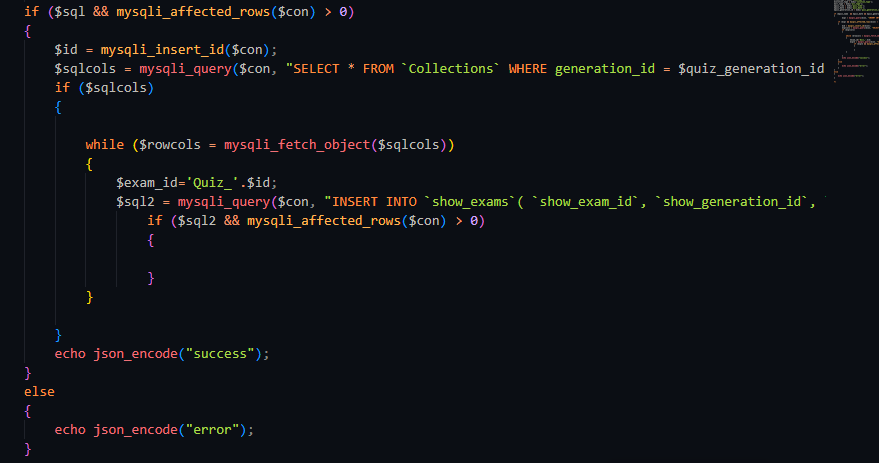 if ($sql && mysqli_affected_rows($con) > 0)
{
$id = mysqli_insert_id($con);
$sqlcols = mysqli_query($con, "SELECT * FROM `Collections` WHERE generation_id = $quiz_generation_id
if ($sqlcols)
{
while ($rowcols = mysqli_fetch_object($sqlcols))
{
$exam_id='Quiz_'.$id;
$sql2 = mysqli_query($con, "INSERT INTO `show_exams`( `show_exam_id`, `show_generation_id`,
if ($sql2 && mysqli_affected_rows($con) > 0)
{
}
}
}
echo json_encode("success");
}
else
{
echo json_encode("error");
}